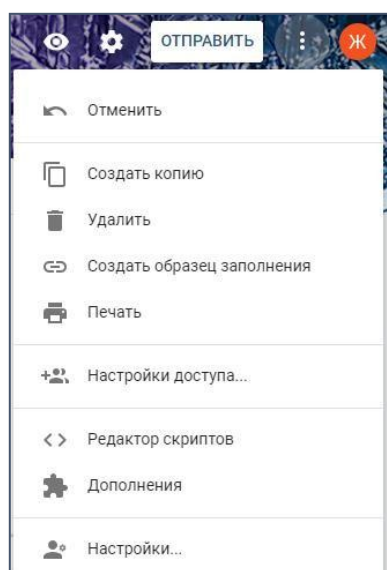 ОТПРАВИТЬ Ж
Отменить
Создать копию
Удалить
Создать образец заполнения
Печать
Настройки доступа...
Редактор скриптов
Дополнения
Настройки...